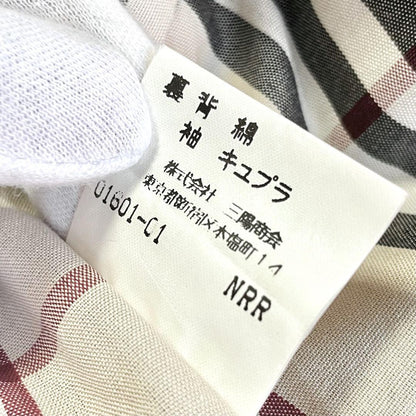 裏 背 綿
袖 キュプラ
株式会社 三陽商会
東京都新宿区本塩町14
01601-C1
NRR